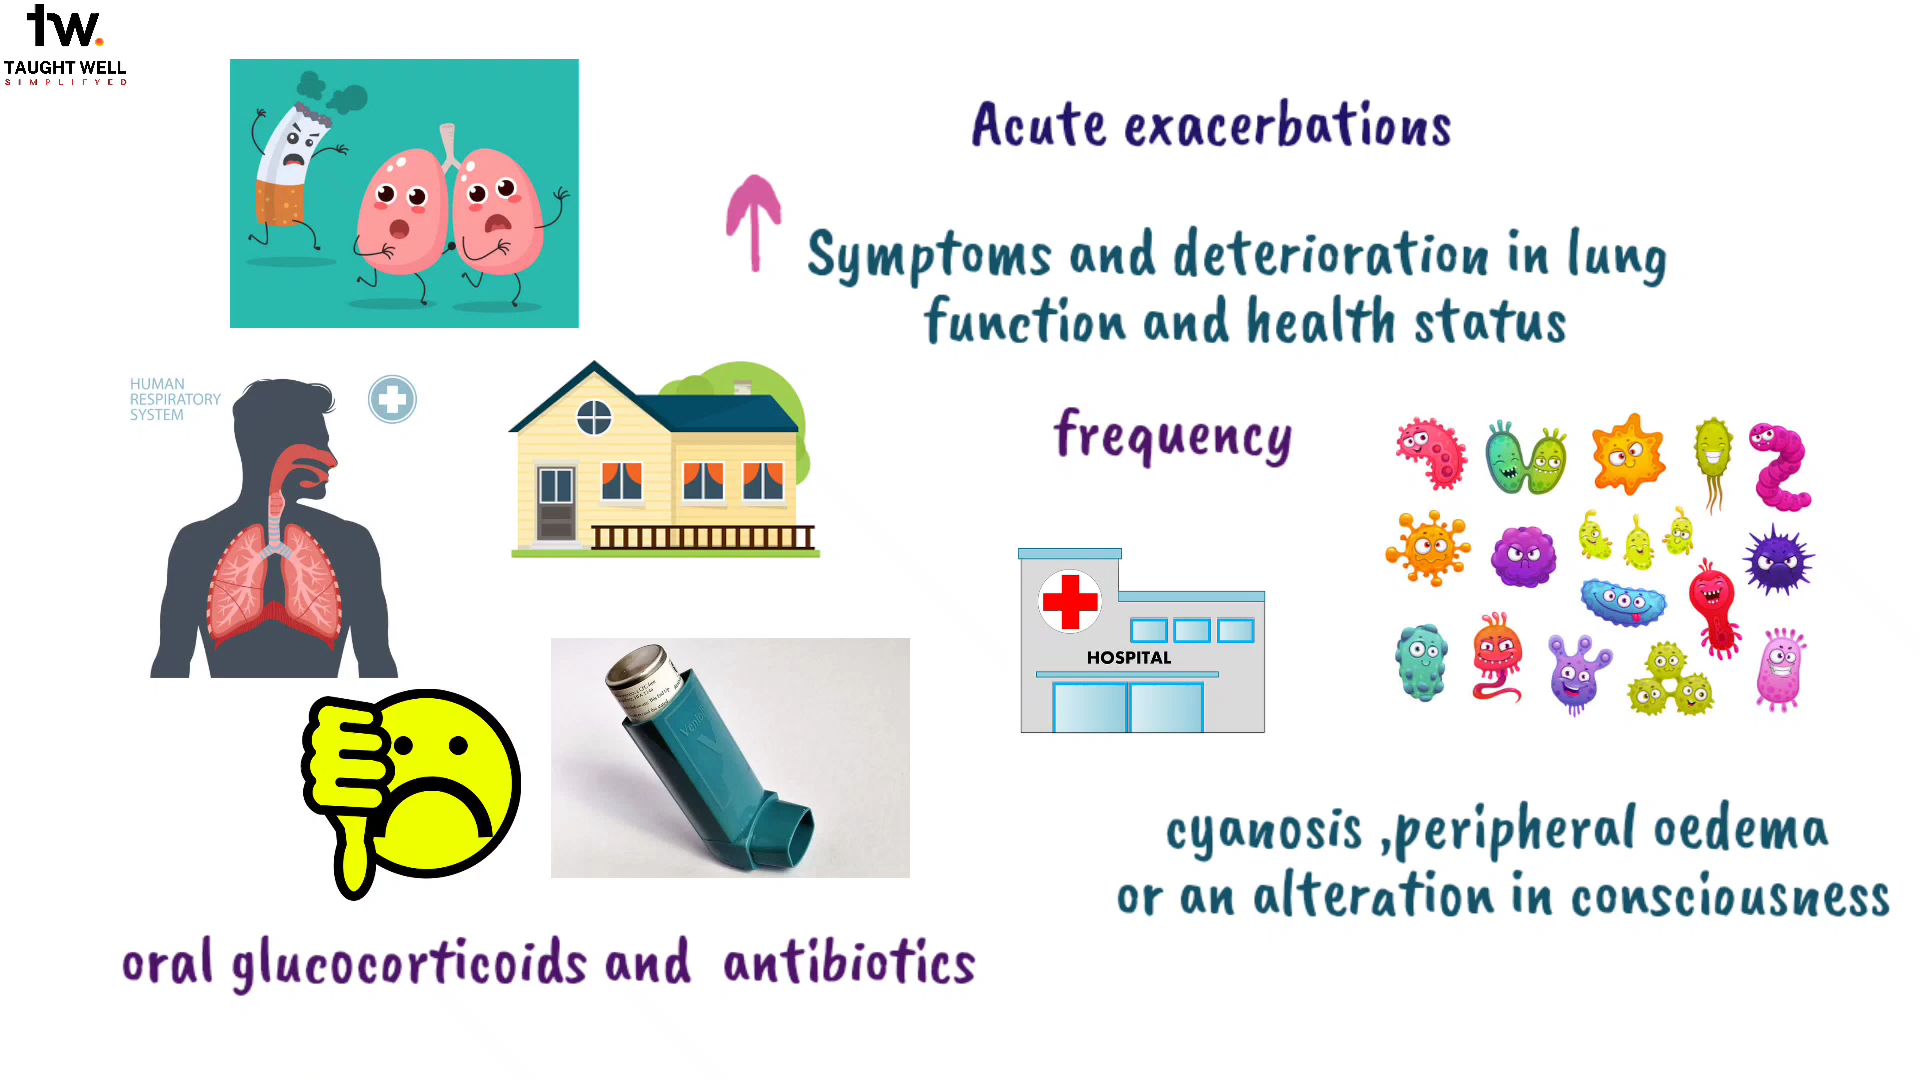 tw.
TAUGHT WELL
SIMPLIFYED
Acute exacerbations
Symptoms and deterioration in lung
function and health status
HUMAN
RESPIRATORY
SYSTEM
frequency
HOSPITAL
cyanosis ,peripheral oedema
or an alteration in consciousness
oral glucocorticoids and antibiotics